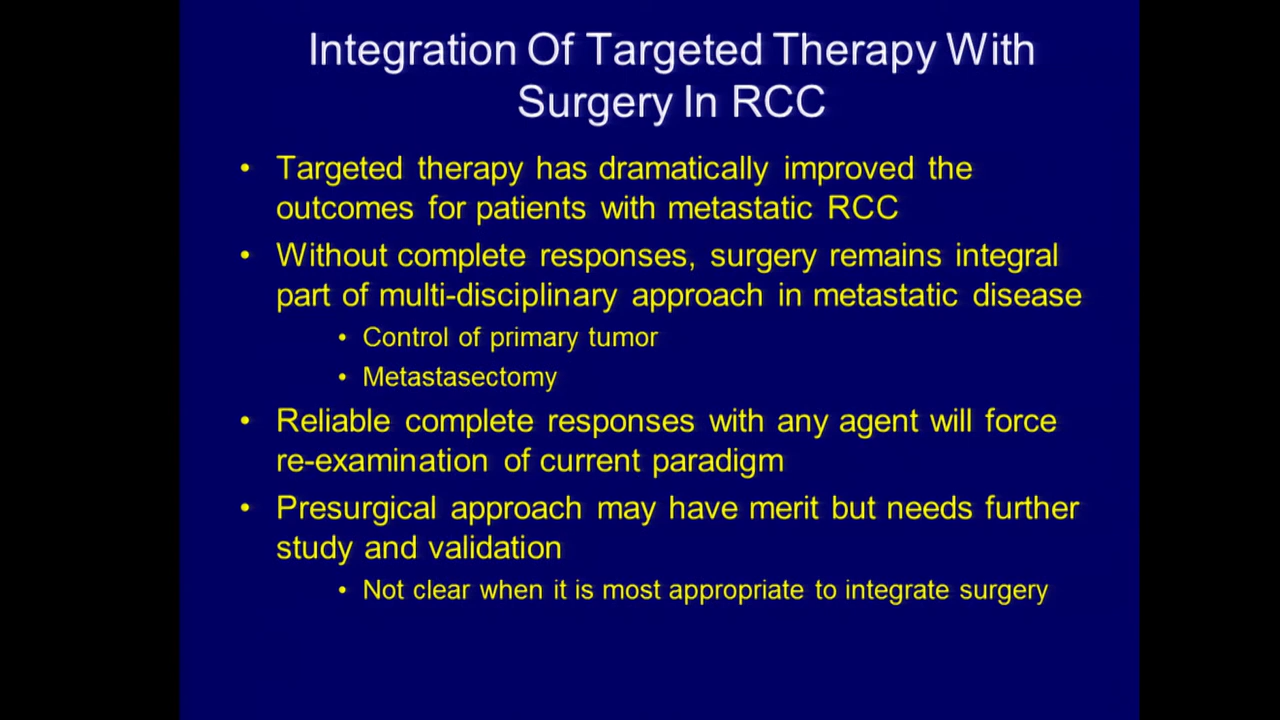 Integration Of Targeted Therapy With
Surgery In RCC
• Targeted therapy has dramatically improved the
outcomes for patients with metastatic RCC
• Without complete responses, surgery remains integral
part of multi-disciplinary approach in metastatic disease
• Control of primary tumor
• Metastasectomy
• Reliable complete responses with any agent will force
re-examination of current paradigm
• Presurgical approach may have merit but needs further
study and validation
• Not clear when it is most appropriate to integrate surgery